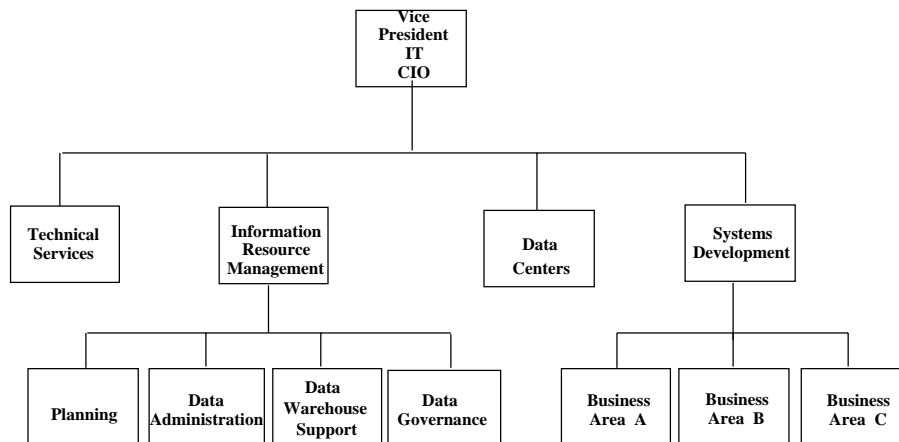 Vice
President
IT
CIO
Technical
Services
Information
Resource
Management
Data
Centers
Systems
Development
Planning
Data
Administration
Data
Warehouse
Support
Data
Governance
Business
Area A
Business
Area B
Business
Area C